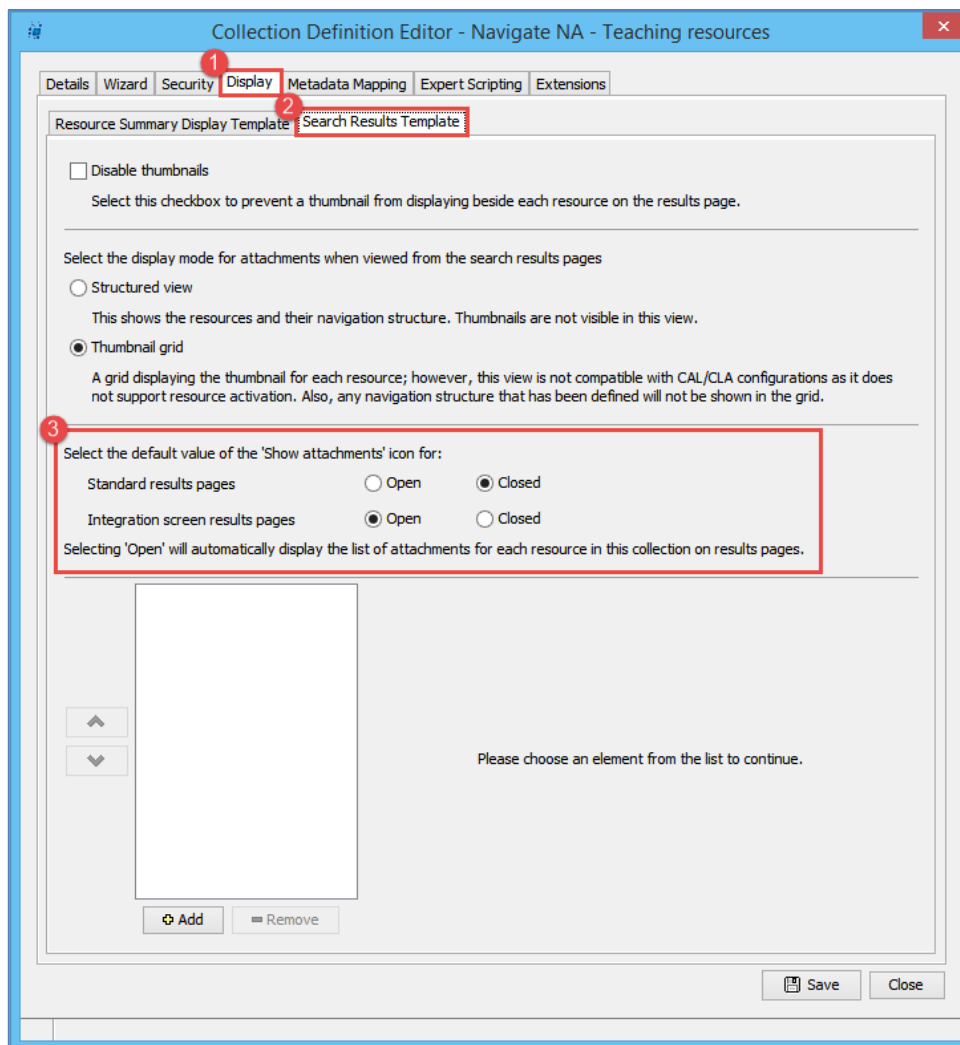 Collection Definition Editor - Navigate NA - Teaching resources
1
Details Wizard Security Display Metadata Mapping Expert Scripting Extensions
2
Resource Summary Display Template Search Results Template
Disable thumbnails
Select this checkbox to prevent a thumbnail from displaying beside each resource on the results page.
Select the display mode for attachments when viewed from the search results pages
Structured view
This shows the resources and their navigation structure. Thumbnails are not visible in this view.
Thumbnail grid
A grid displaying the thumbnail for each resource; however, this view is not compatible with CAL/CLA configurations as it does
not support resource activation. Also, any navigation structure that has been defined will not be shown in the grid.
3
Select the default value of the 'Show attachments' icon for:
Standard results pages Open Closed
Integration screen results pages Open Closed
Selecting 'Open' will automatically display the list of attachments for each resource in this collection on results pages.
Please choose an element from the list to continue.
Add Remove
Save Close